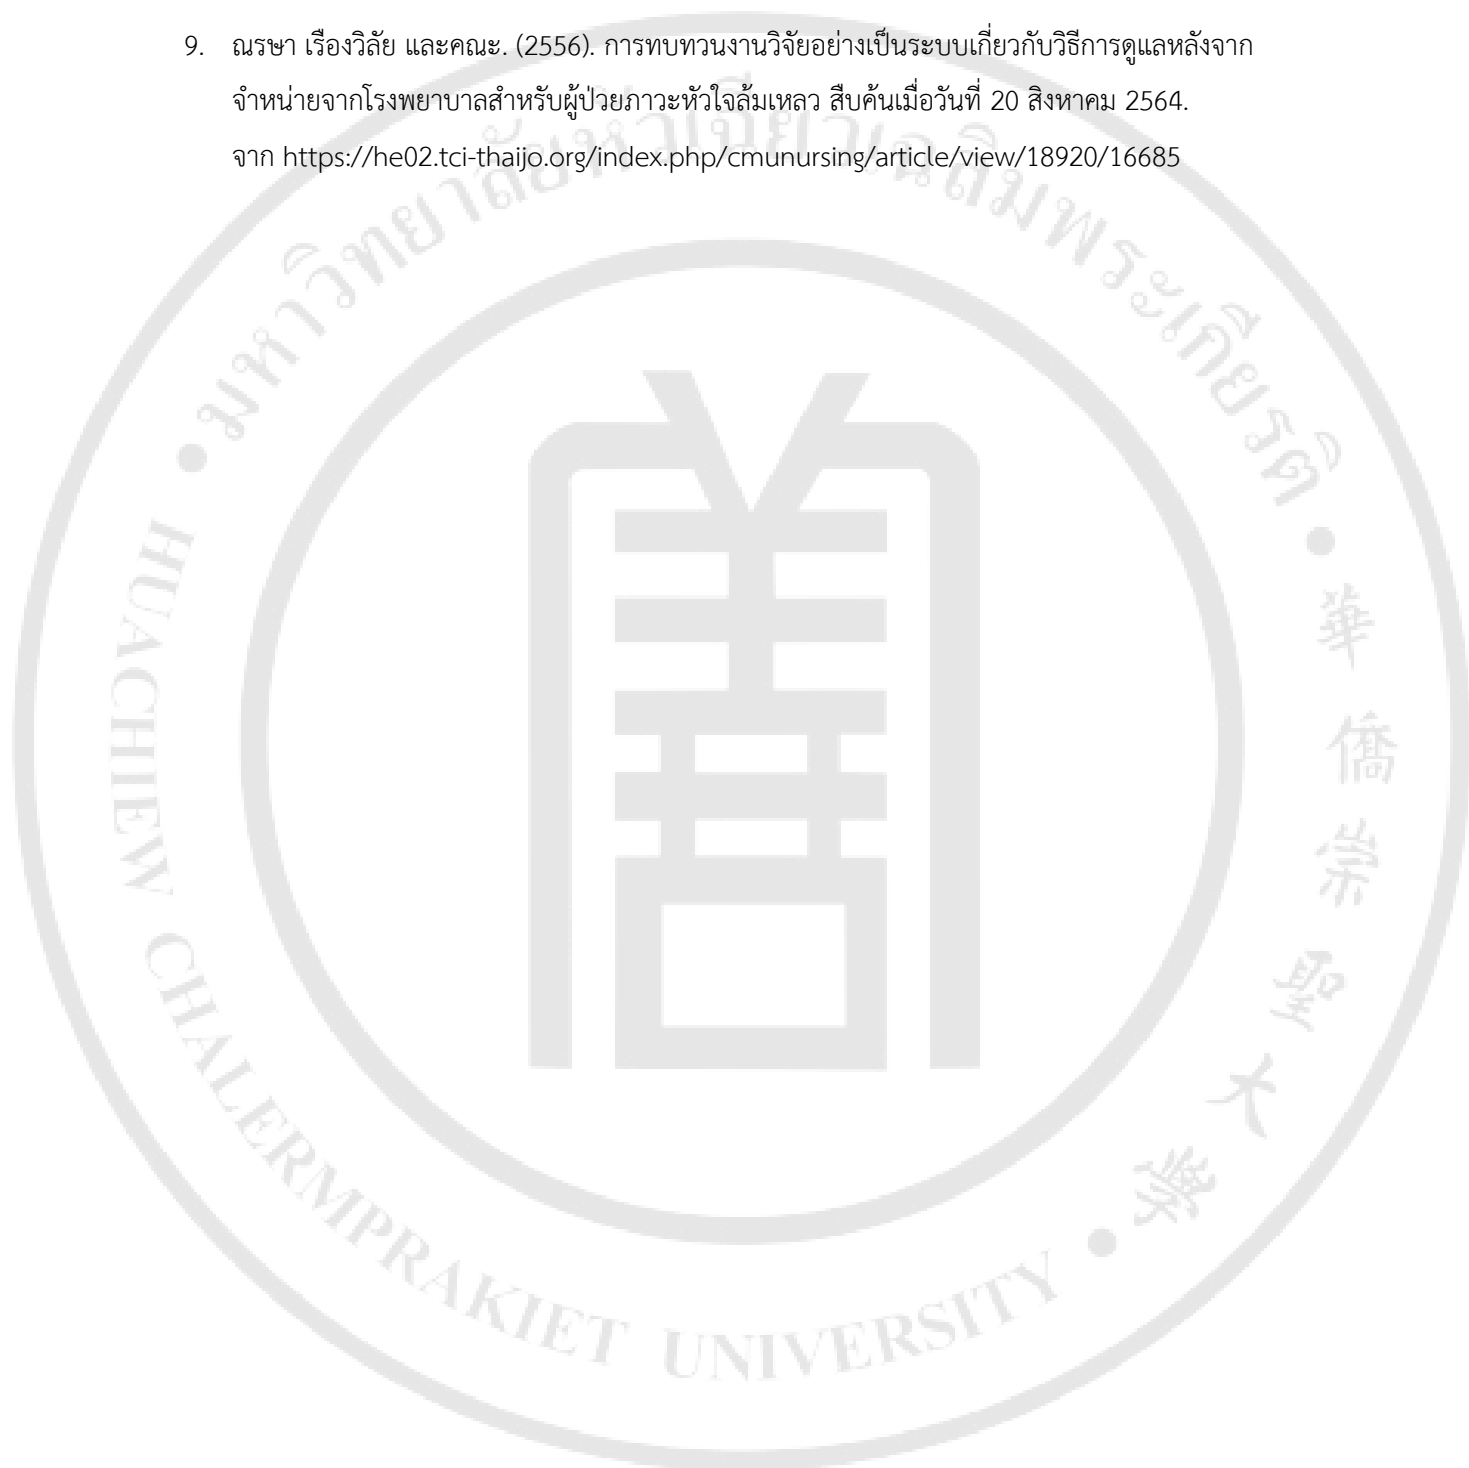 9. ณรษา เรืองวิลัย และคณะ. (2556). การทบทวนงานวิจัยอย่างเป็นระบบเกี่ยวกับวิธีการดูแลหลังจาก
จำหน่ายจากโรงพยาบาลสำหรับผู้ป่วยภาวะหัวใจล้มเหลว สืบค้นเมื่อวันที่ 20 สิงหาคม 2564.
จาก https://he02.tci-thaijo.org/index.php/cmunursing/article/view/18920/16685
• มหาวิทยาลัยหัวเฉียวเฉลิมพระเกียรติ •
華僑崇聖大學 •
HUACHIEW CHALERMPRAKIET UNIVERSITY
善